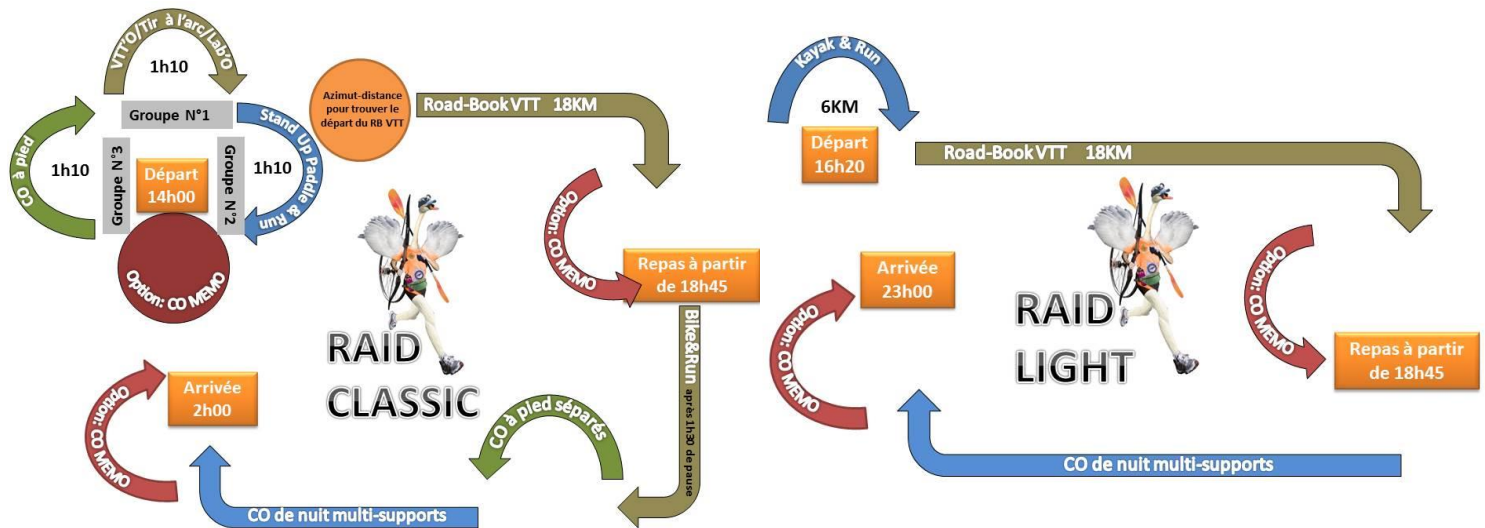 VTT'O/Tir à l'arc/Lab'O
1h10
Groupe N°1
CO à pied
1h10
Groupe N°3
Départ
14h00
Groupe N°2
1h10
Stand Up Paddle & Run
Option: CO MEMO
Azimut-distance
pour trouver le
départ du RB VTT
Road-Book VTT 18KM
Option: CO MEMO
Repas à partir
de 18h45
Bike&Run après 1h30 de pause
RAID
CLASSIC
CO à pied séparés
CO de nuit multi-supports
Option: CO MEMO
Arrivée
2h00
Kayak & Run
6KM
Départ
16h20
Road-Book VTT 18KM
Option: CO MEMO
Repas à partir
de 18h45
RAID
LIGHT
CO de nuit multi-supports
Option: CO MEMO
Arrivée
23h00